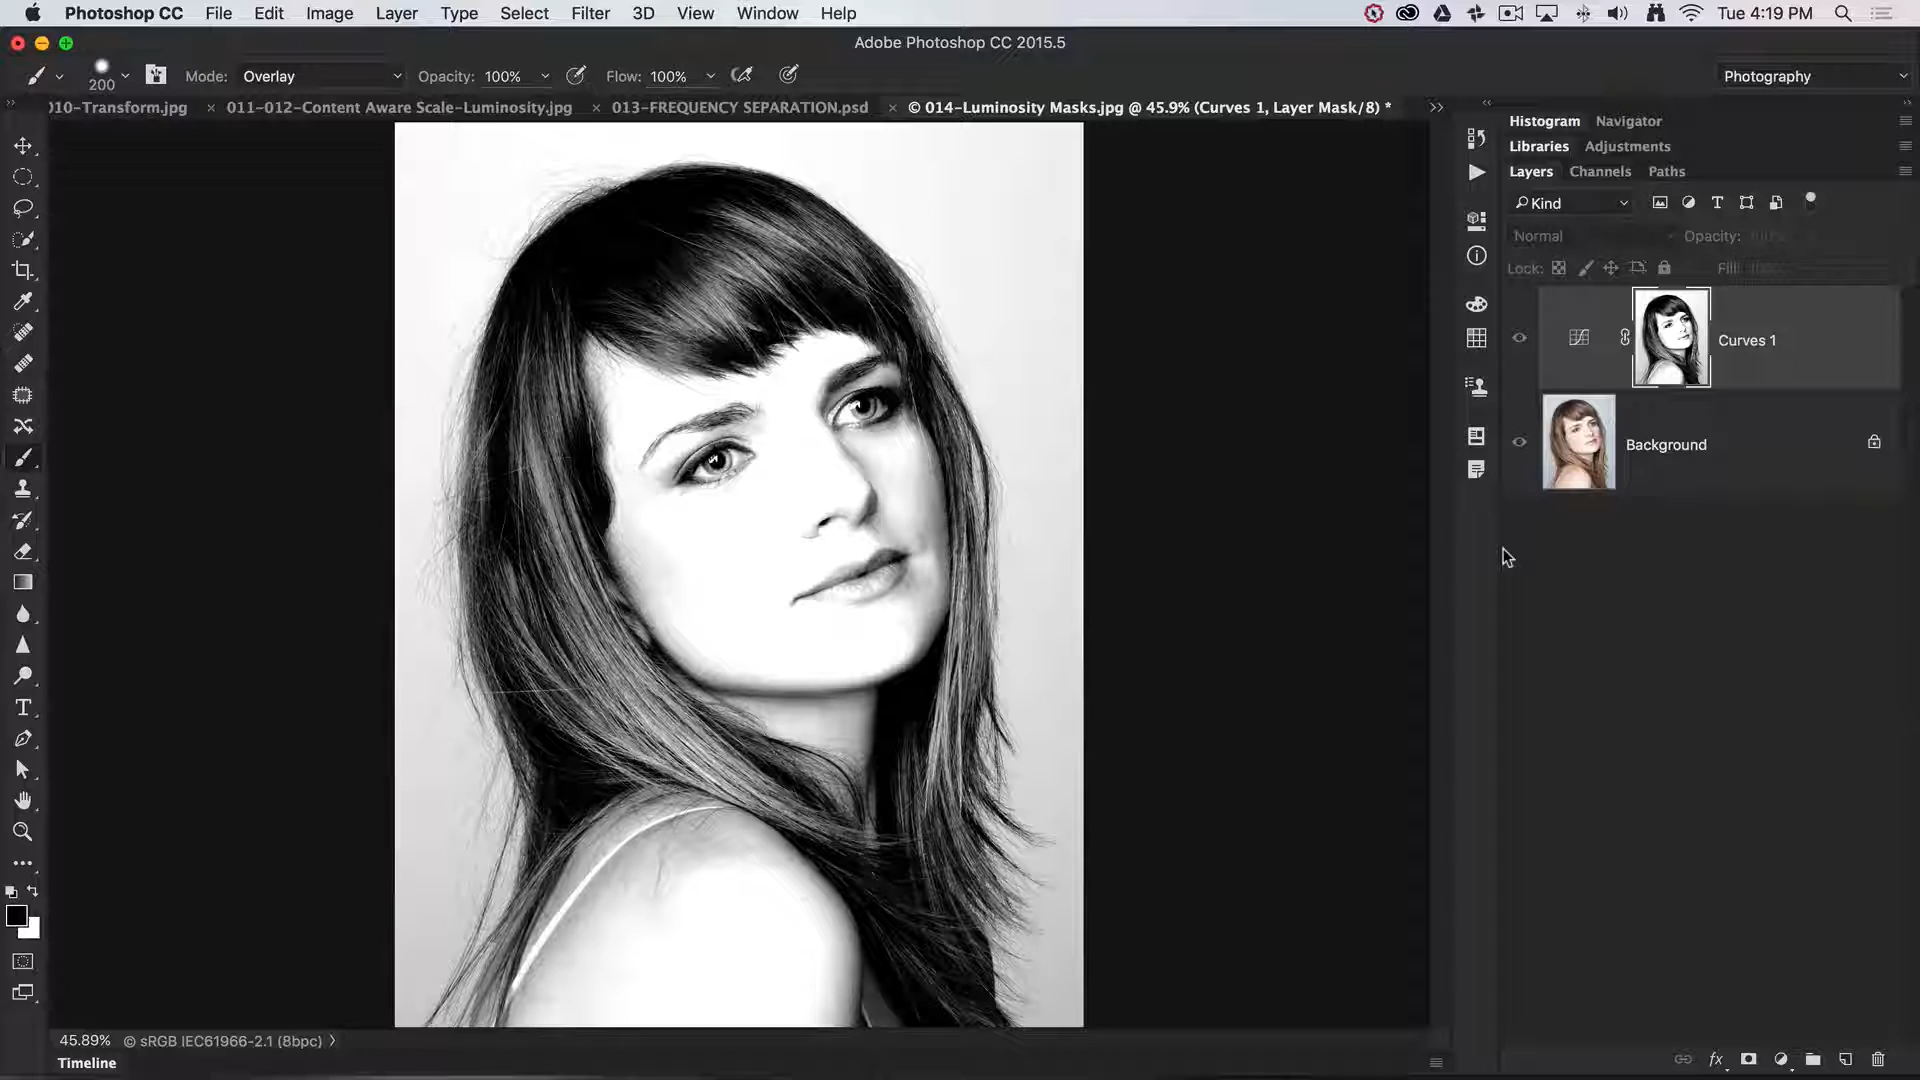 Photoshop CC File Edit Image Layer Type Select Filter 3D View Window Help Tue 4:19 PM
Adobe Photoshop CC 2015.5
200 Mode: Overlay Opacity: 100% Flow: 100% Photography
010-Transform.jpg × 011-012-Content Aware Scale-Luminosity.jpg × 013-FREQUENCY SEPARATION.psd × © 014-Luminosity Masks.jpg @ 45.9% (Curves 1, Layer Mask/8) *
Histogram Navigator
Libraries Adjustments
Layers Channels Paths
Kind
Normal Opacity:
Lock: Fill:
Curves 1
Background
45.89% © sRGB IEC61966-2.1 (8bpc)
Timeline
fx